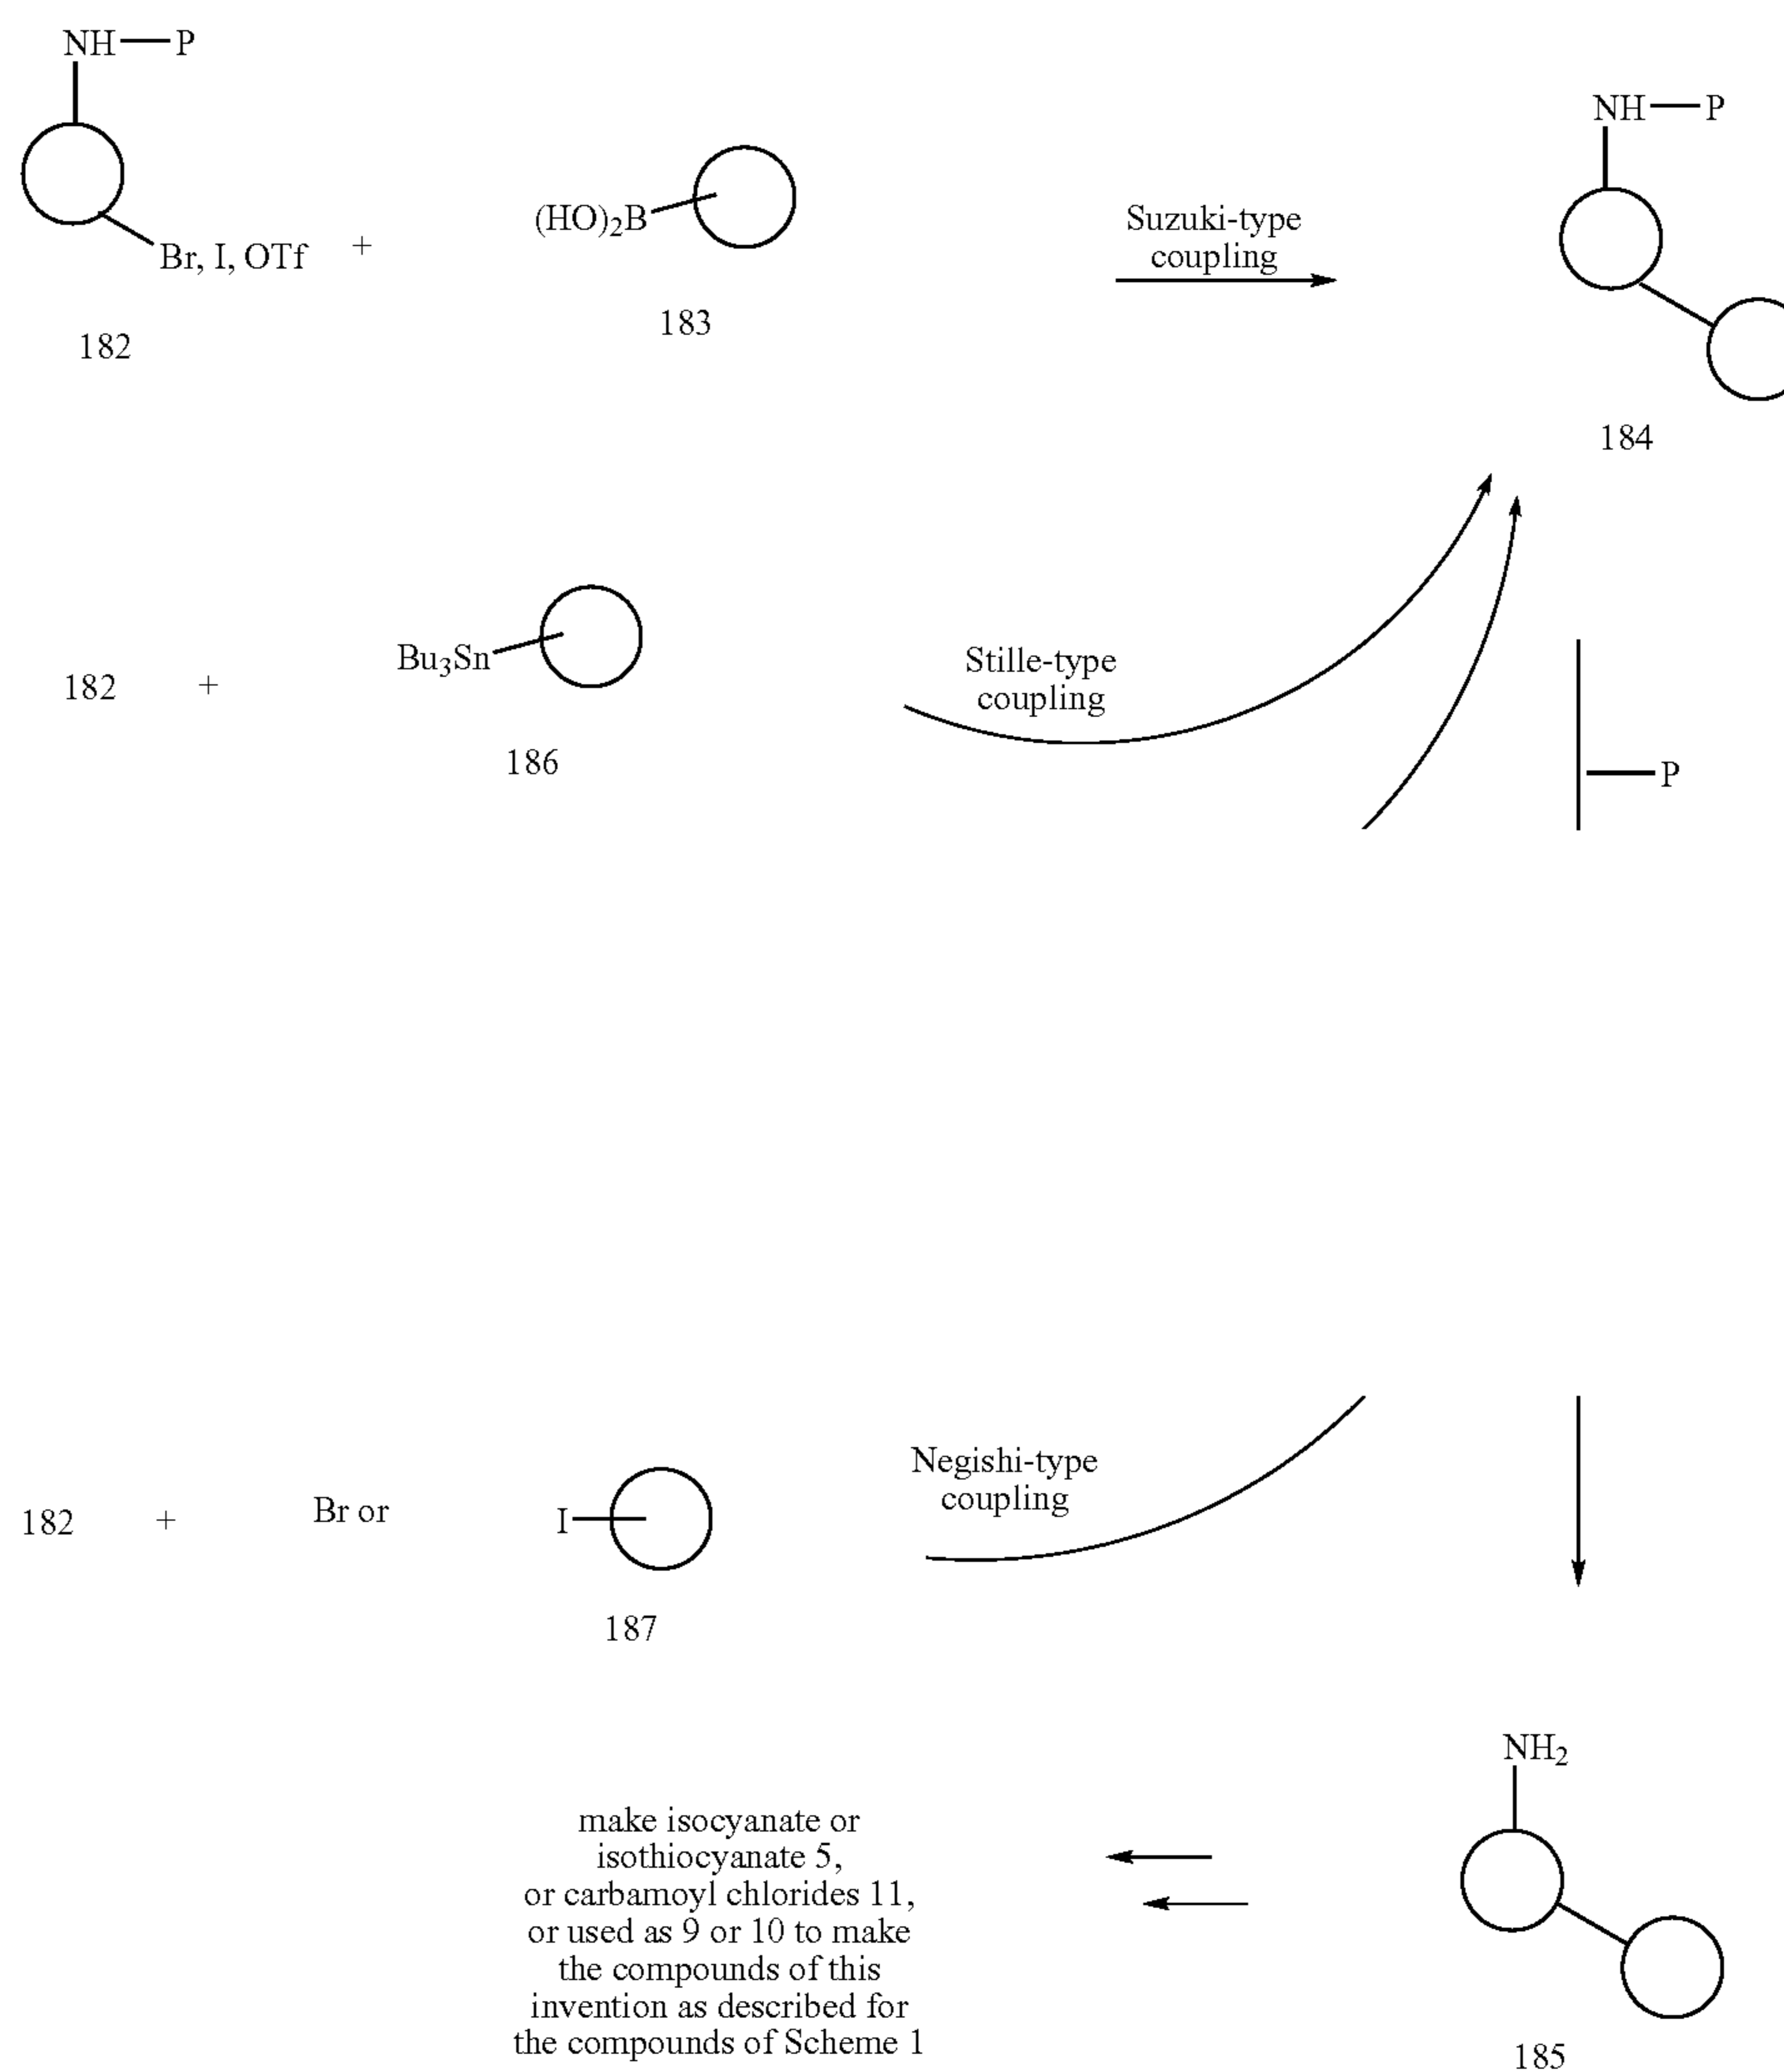 NH—P
Br, I, OTf
+
182
(HO)₂B
183
Suzuki-type
coupling
NH—P
184
182 +
Bu₃Sn
186
Stille-type
coupling
—P
182 + Br or I
187
Negishi-type
coupling
NH₂
185
make isocyanate or
isothiocyanate 5,
or carbamoyl chlorides 11,
or used as 9 or 10 to make
the compounds of this
invention as described for
the compounds of Scheme 1